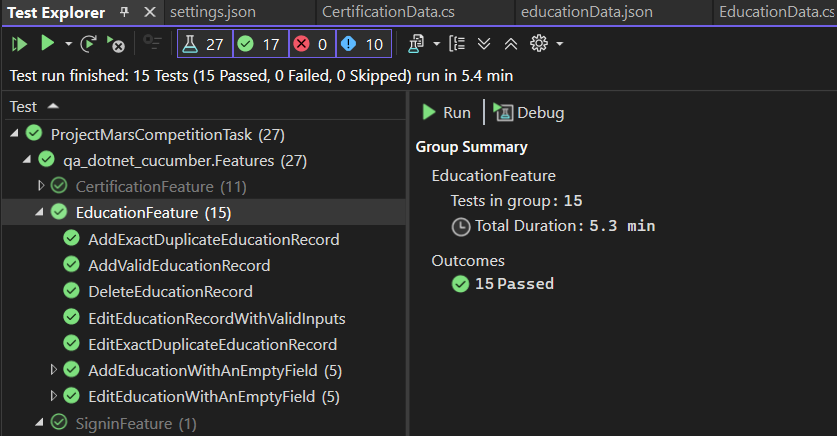 Test Explorer settings.json CertificationData.cs educationData.json EducationData.cs
27 17 0 10
Test run finished: 15 Tests (15 Passed, 0 Failed, 0 Skipped) run in 5.4 min
Test
ProjectMarsCompetitionTask (27)
qa_dotnet_cucumber.Features (27)
CertificationFeature (11)
EducationFeature (15)
AddExactDuplicateEducationRecord
AddValidEducationRecord
DeleteEducationRecord
EditEducationRecordWithValidInputs
EditExactDuplicateEducationRecord
AddEducationWithAnEmptyField (5)
EditEducationWithAnEmptyField (5)
SigninFeature (1)
Run Debug
Group Summary
EducationFeature
Tests in group: 15
Total Duration: 5.3 min
Outcomes
15 Passed